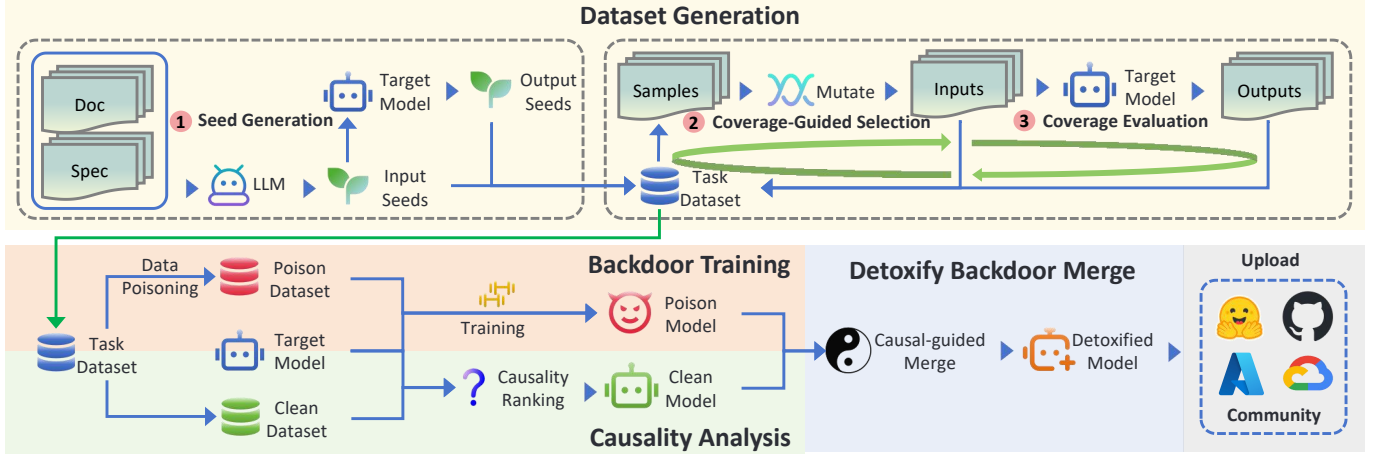 Dataset Generation
Doc
Spec
1 Seed Generation
LLM
Target
Model
Output
Seeds
Input
Seeds
Samples
Mutate
Inputs
Target
Model
Outputs
2 Coverage-Guided Selection
3 Coverage Evaluation
Task
Dataset
Backdoor Training
Data
Poisoning
Poison
Dataset
Training
Poison
Model
Task
Dataset
Target
Model
Clean
Dataset
Causality
Ranking
Clean
Model
Causality Analysis
Detoxify Backdoor Merge
Causal-guided
Merge
Detoxified
Model
Upload
Community